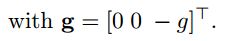 with g = [0 0 − g]⊤.